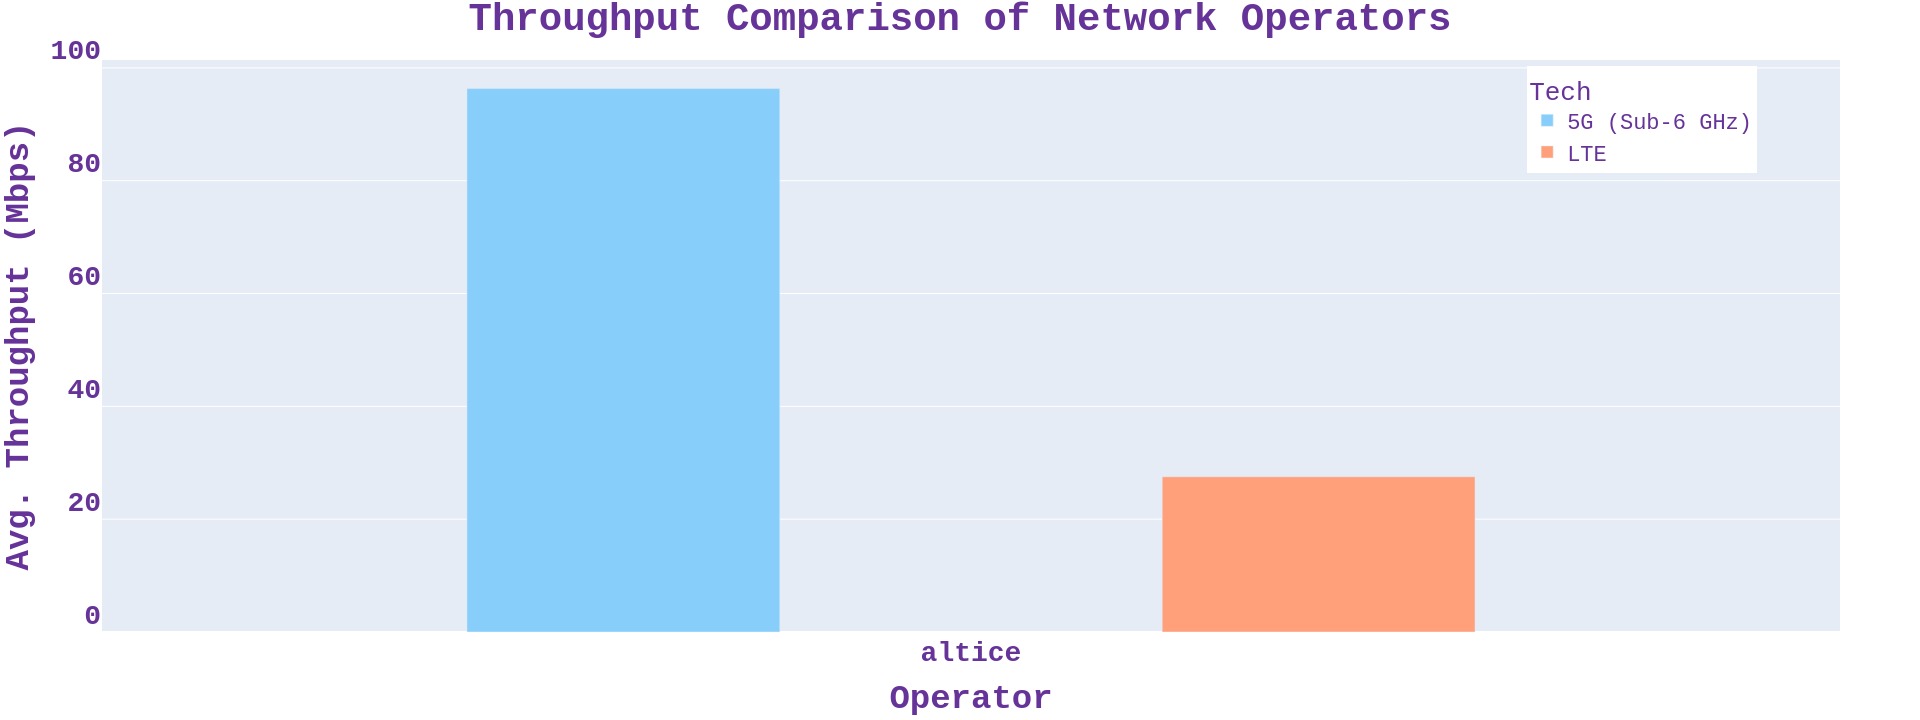 Throughput Comparison of Network Operators
Avg. Throughput (Mbps)
100
80
60
40
20
0
Tech
5G (Sub-6 GHz)
LTE
altice
Operator